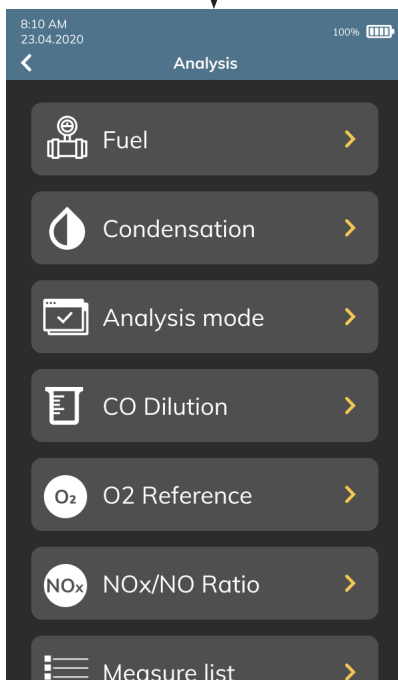 8:10 AM
100%
23.04.2020
Analysis
Fuel
Condensation
Analysis mode
CO Dilution
O₂ O2 Reference
NOx NOx/NO Ratio
Measure list